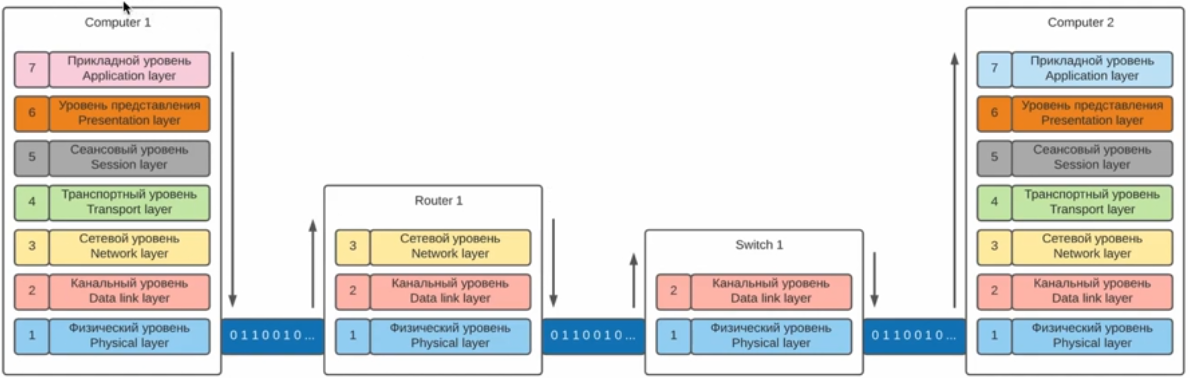 Computer 1
7
Прикладной уровень
Application layer
6
Уровень представления
Presentation layer
5
Сеансовый уровень
Session layer
4
Транспортный уровень
Transport layer
3
Сетевой уровень
Network layer
2
Канальный уровень
Data link layer
1
Физический уровень
Physical layer
0 1 1 0 0 1 0 ...
Router 1
3
Сетевой уровень
Network layer
2
Канальный уровень
Data link layer
1
Физический уровень
Physical layer
0 1 1 0 0 1 0 ...
Switch 1
2
Канальный уровень
Data link layer
1
Физический уровень
Physical layer
0 1 1 0 0 1 0 ...
Computer 2
7
Прикладной уровень
Application layer
6
Уровень представления
Presentation layer
5
Сеансовый уровень
Session layer
4
Транспортный уровень
Transport layer
3
Сетевой уровень
Network layer
2
Канальный уровень
Data link layer
1
Физический уровень
Physical layer